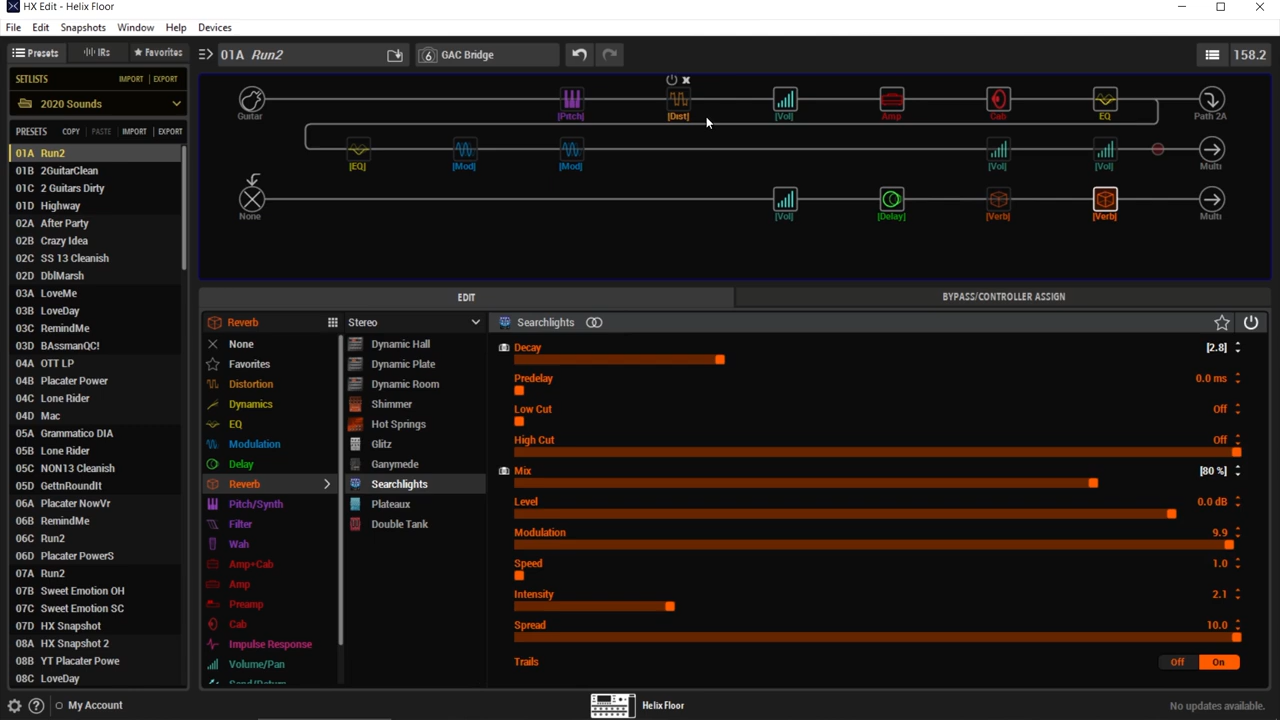 HX Edit - Helix Floor
File Edit Snapshots Window Help Devices
Presets IRs Favorites
01A Run2
6 GAC Bridge
158.2
SETLISTS IMPORT EXPORT
2020 Sounds
PRESETS COPY PASTE IMPORT EXPORT
01A Run2
01B 2GuitarClean
01C 2 Guitars Dirty
01D Highway
02A After Party
02B Crazy Idea
02C SS 13 Cleanish
02D DblMarsh
03A LoveMe
03B LoveDay
03C RemindMe
03D BAssmanQC!
04A OTT LP
04B Placater Power
04C Lone Rider
04D Mac
05A Grammatico DIA
05B Lone Rider
05C NON13 Cleanish
05D GettnRoundIt
06A Placater NowVr
06B RemindMe
06C Run2
06D Placater PowerS
07A Run2
07B Sweet Emotion OH
07C Sweet Emotion SC
07D HX Snapshot
08A HX Snapshot 2
08B YT Placater Powe
08C LoveDay
Guitar [Pitch] [Dist] [Vol] Amp Cab EQ Path 2A
[EQ] [Mod] [Mod] [Vol] [Vol] Multi
None [Vol] [Delay] [Verb] [Verb] Multi
EDIT
BYPASS/CONTROLLER ASSIGN
Reverb
None
Favorites
Distortion
Dynamics
EQ
Modulation
Delay
Reverb
Pitch/Synth
Filter
Wah
Amp+Cab
Amp
Preamp
Cab
Impulse Response
Volume/Pan
Send/Return
Stereo
Dynamic Hall
Dynamic Plate
Dynamic Room
Shimmer
Hot Springs
Glitz
Ganymede
Searchlights
Plateaux
Double Tank
Searchlights
Decay [2.8]
Predelay 0.0 ms
Low Cut Off
High Cut Off
Mix [80 %]
Level 0.0 dB
Modulation 9.9
Speed 1.0
Intensity 2.1
Spread 10.0
Trails Off On
My Account
Helix Floor
No updates available.